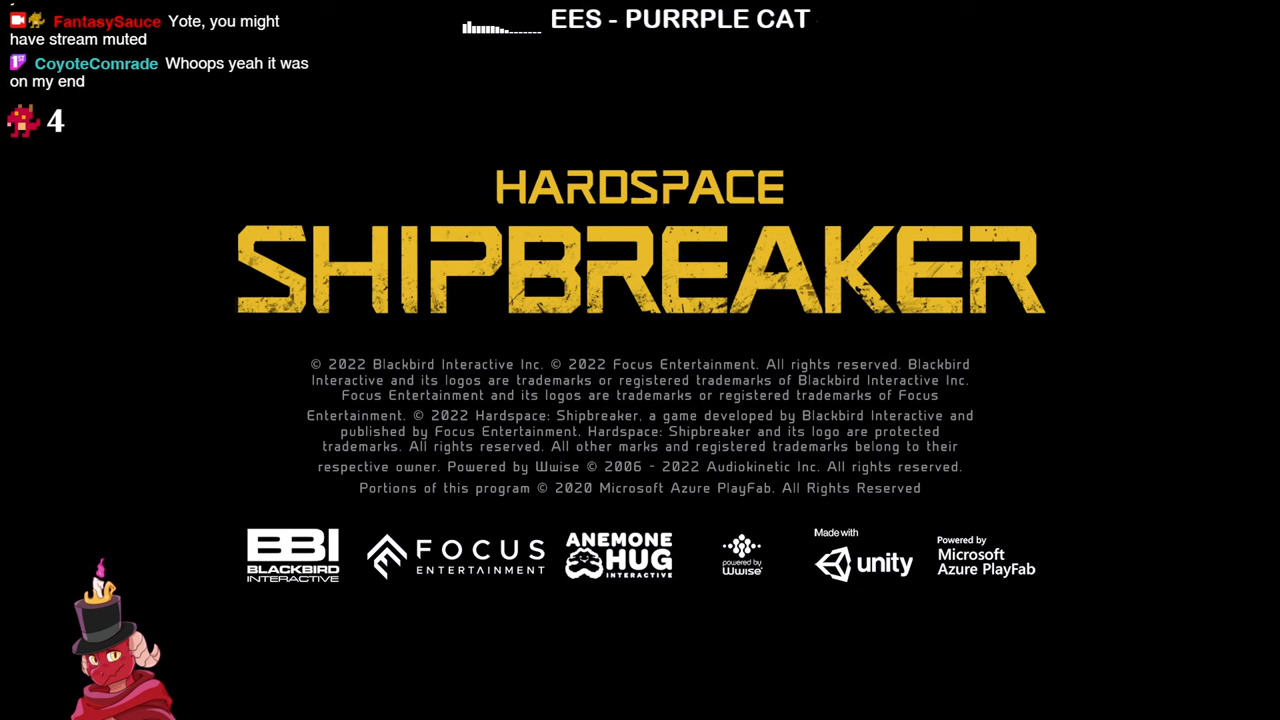 FantasySauce Yote, you might
have stream muted
CoyoteComrade Whoops yeah it was
on my end
4
EES - PURRPLE CAT
HARDSPACE
SHIPBREAKER
© 2022 Blackbird Interactive Inc. © 2022 Focus Entertainment. All rights reserved. Blackbird
Interactive and its logos are trademarks or registered trademarks of Blackbird Interactive Inc.
Focus Entertainment and its logos are trademarks or registered trademarks of Focus
Entertainment. © 2022 Hardspace: Shipbreaker, a game developed by Blackbird Interactive and
published by Focus Entertainment. Hardspace: Shipbreaker and its logo are protected
trademarks. All rights reserved. All other marks and registered trademarks belong to their
respective owner. Powered by Wwise © 2006 - 2022 Audiokinetic Inc. All rights reserved.
Portions of this program © 2020 Microsoft Azure PlayFab. All Rights Reserved
BBI
BLACKBIRD
INTERACTIVE
FOCUS
ENTERTAINMENT
ANEMONE
HUG
INTERACTIVE
powered by
Wwise
Made with
unity
Powered by
Microsoft
Azure PlayFab